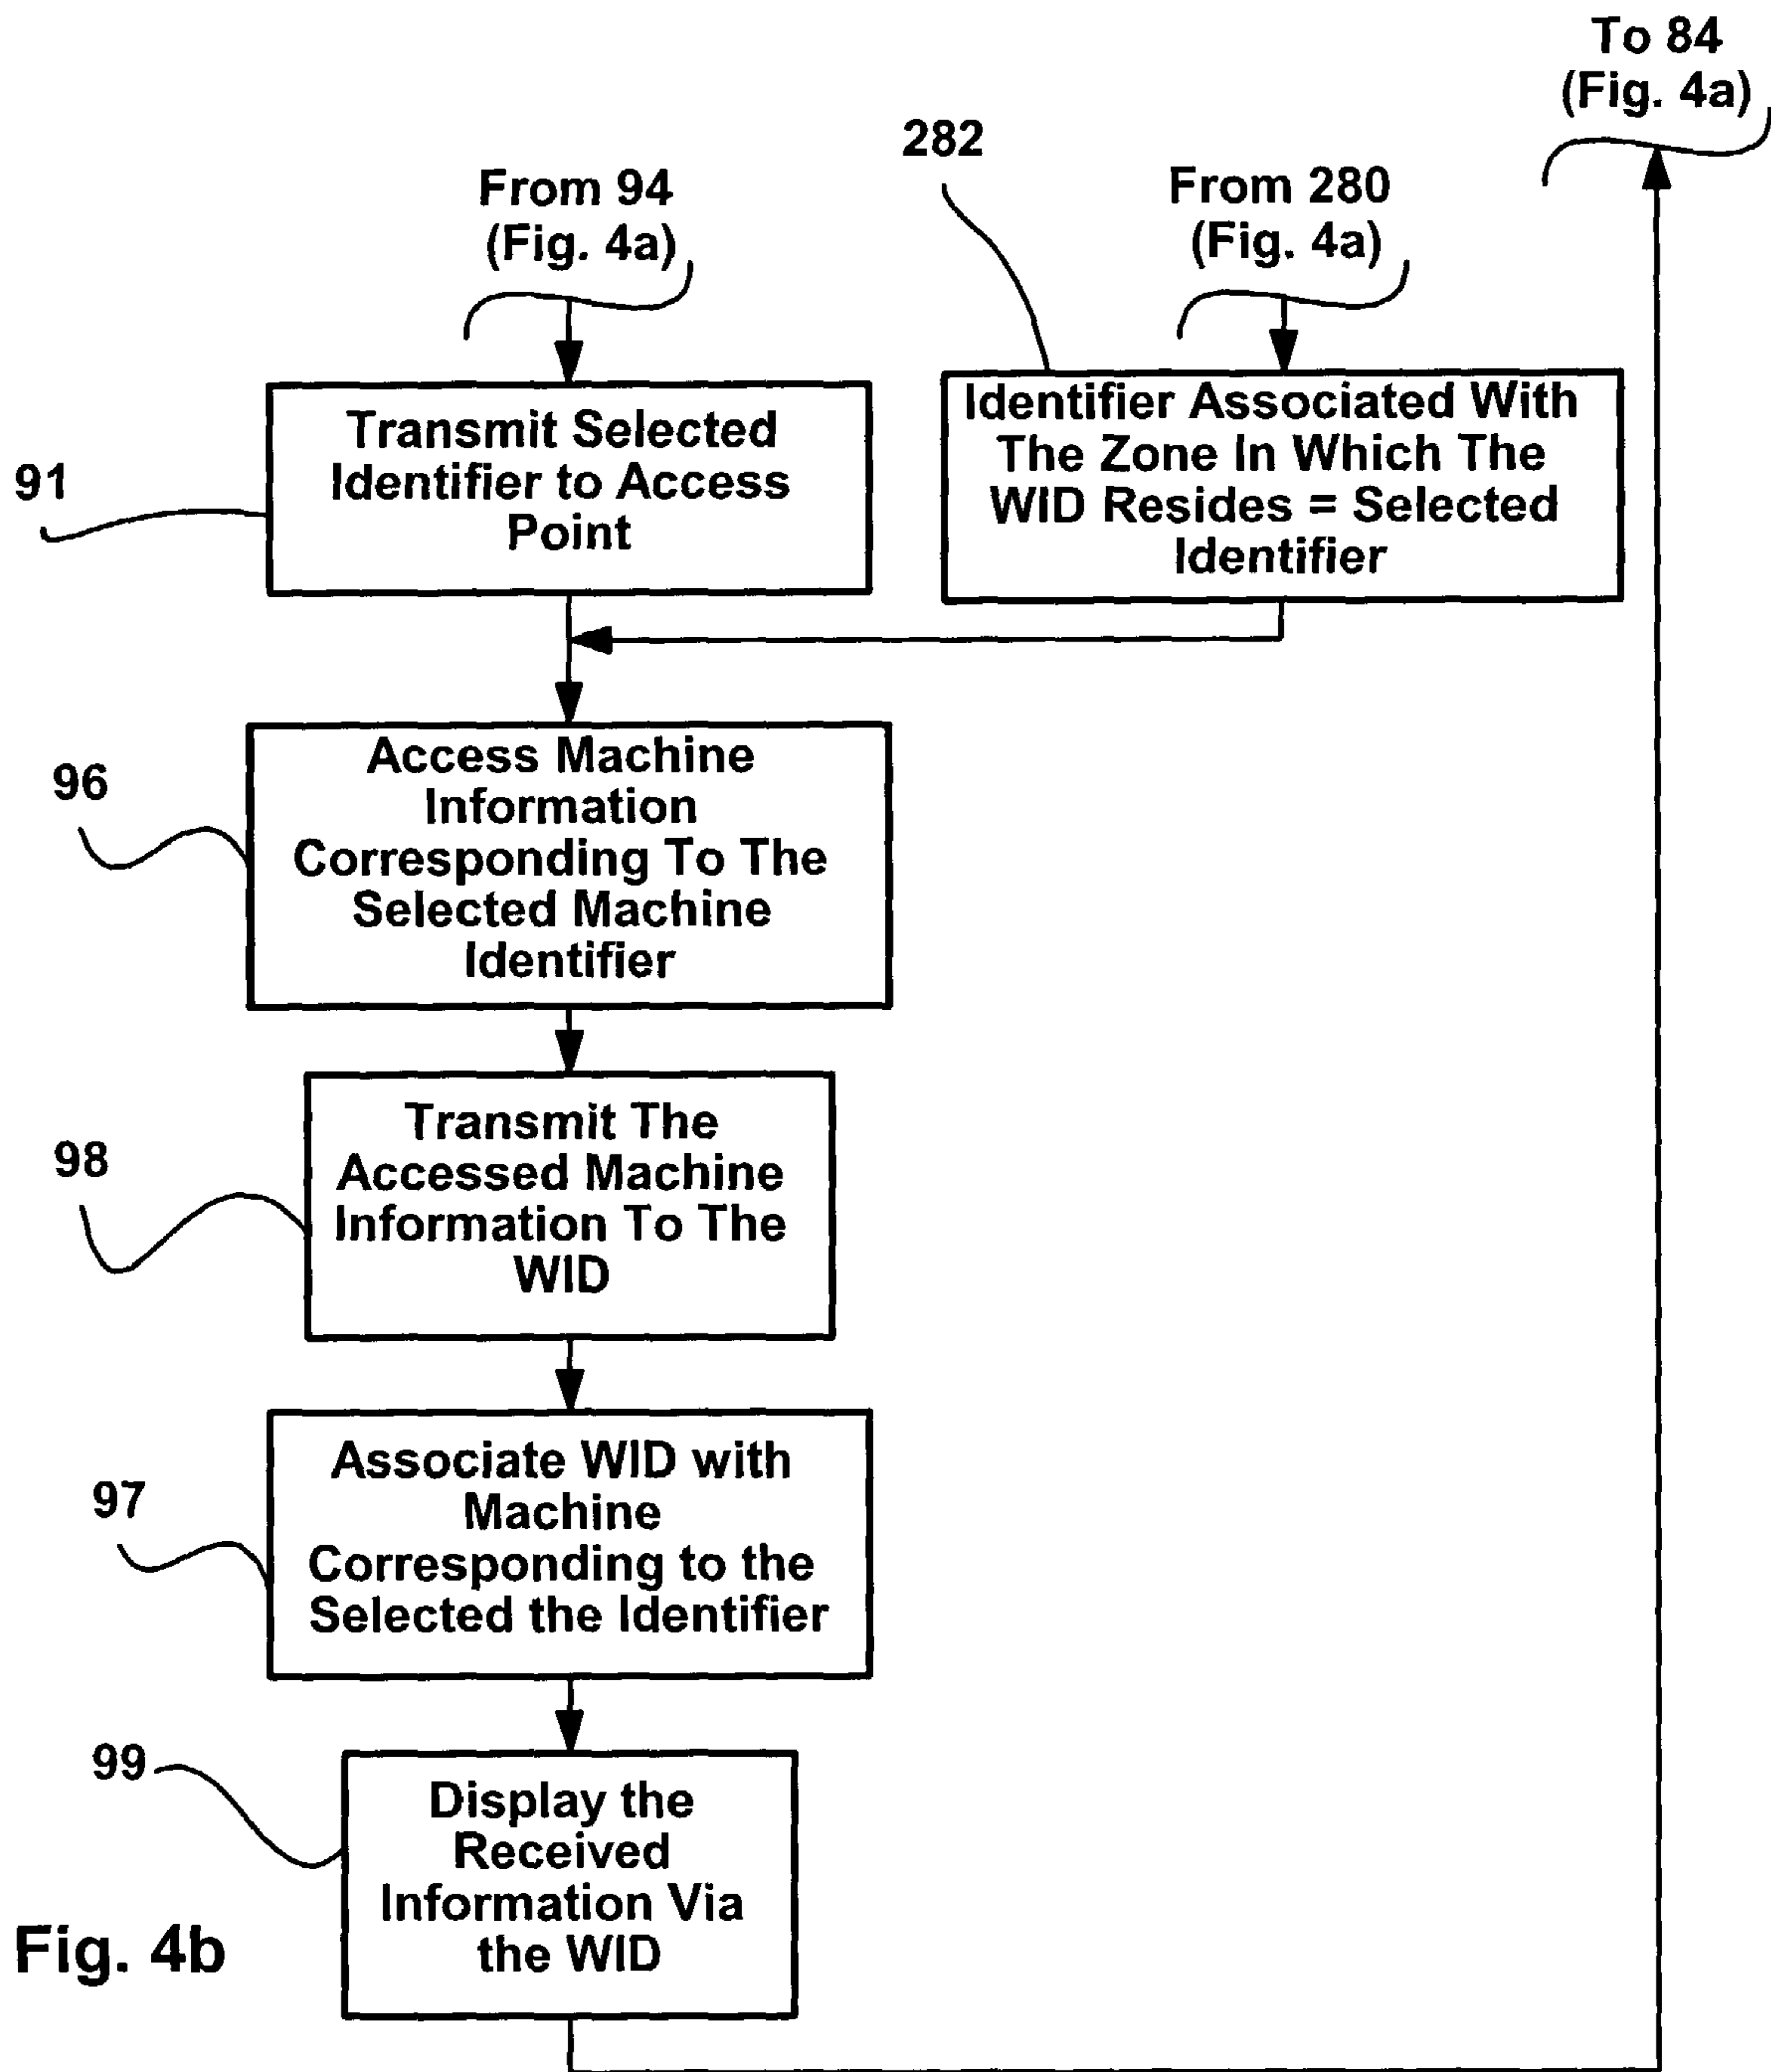 To 84
(Fig. 4a)
282
From 94
(Fig. 4a)
From 280
(Fig. 4a)
91
Transmit Selected
Identifier to Access
Point
Identifier Associated With
The Zone In Which The
WID Resides = Selected
Identifier
96
Access Machine
Information
Corresponding To The
Selected Machine
Identifier
98
Transmit The
Accessed Machine
Information To The
WID
97
Associate WID with
Machine
Corresponding to the
Selected the Identifier
99
Display the
Received
Information Via
the WID
Fig. 4b